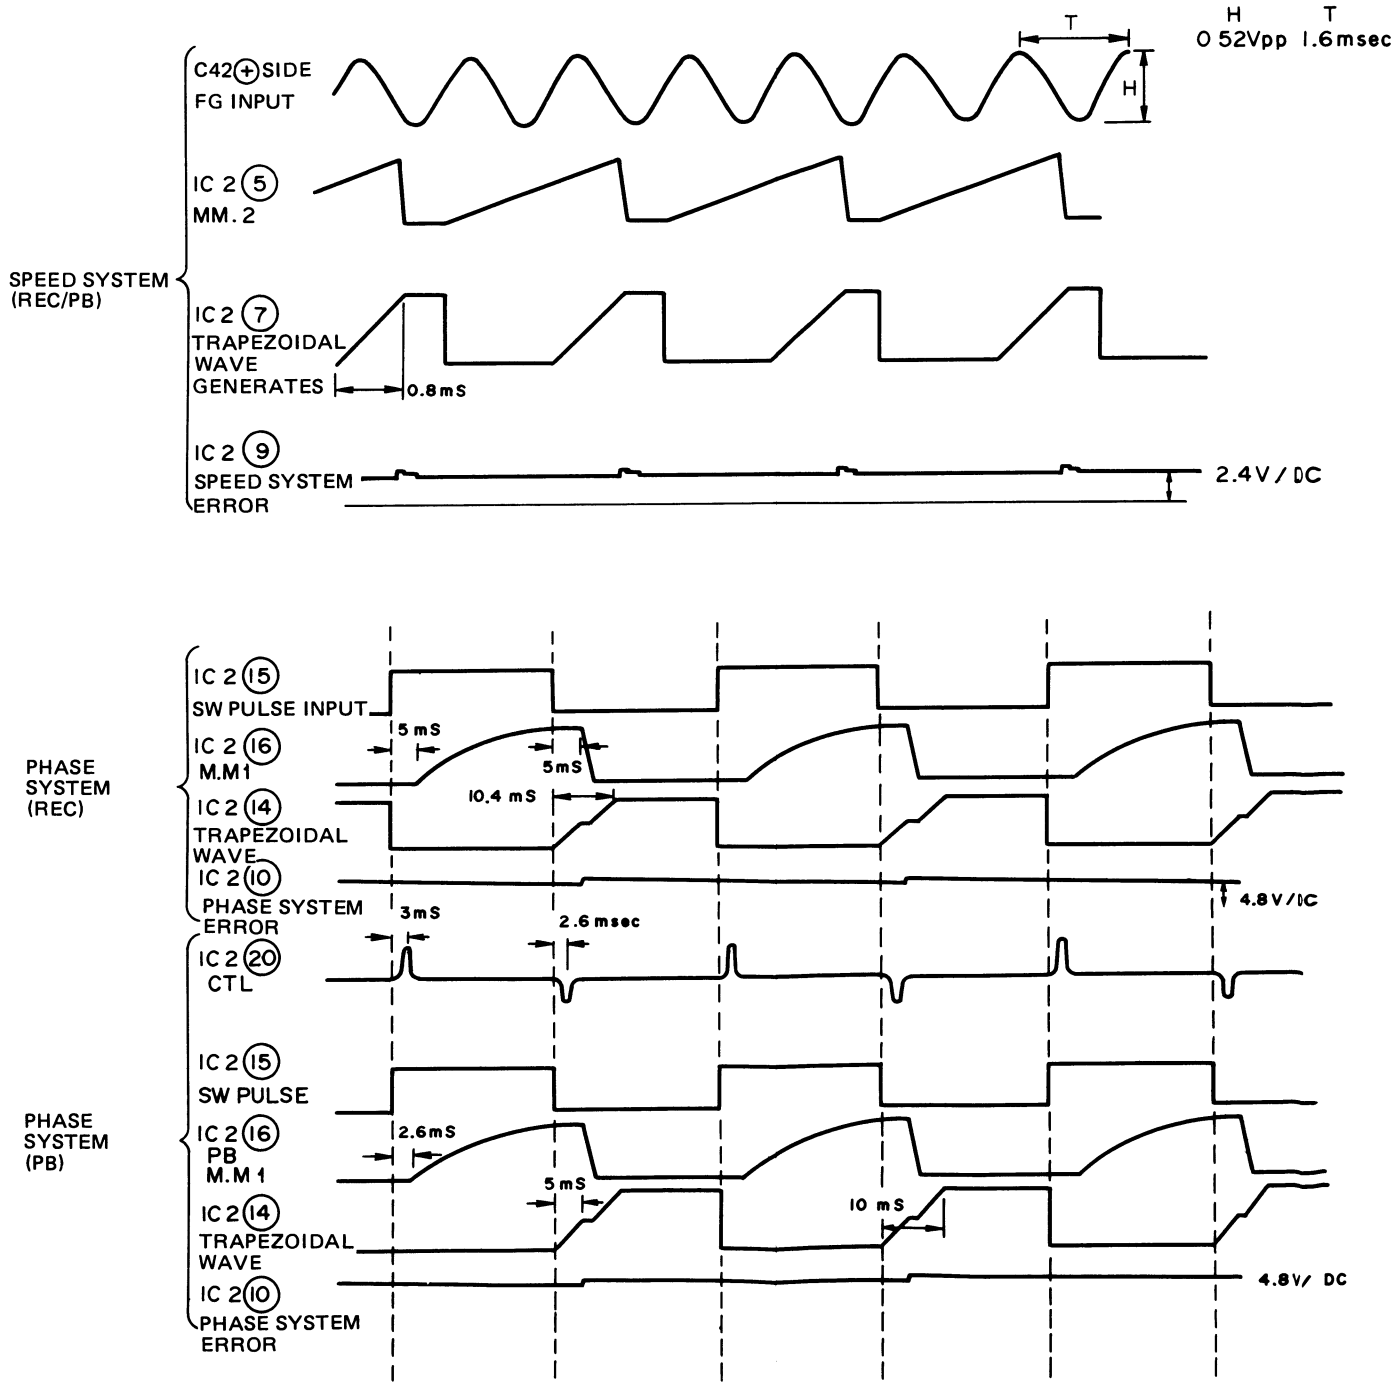 H T
0 52Vpp 1.6msec
T
H
C42⊕SIDE
FG INPUT
IC 2 ⑤
MM. 2
SPEED SYSTEM
(REC/PB)
IC 2 ⑦
TRAPEZOIDAL
WAVE
GENERATES
0.8mS
IC 2 ⑨
SPEED SYSTEM
ERROR
2.4V/DC
PHASE
SYSTEM
(REC)
IC 2 ⑮
SW PULSE INPUT
5 mS
IC 2 ⑯
M.M1
5mS
10.4 mS
IC 2 ⑭
TRAPEZOIDAL
WAVE
IC 2 ⑩
PHASE SYSTEM
ERROR
4.8V/DC
3mS
2.6msec
PHASE
SYSTEM
(PB)
IC 2 ⑳
CTL
IC 2 ⑮
SW PULSE
IC 2 ⑯
PB
M.M1
2.6mS
5 mS
10 mS
IC 2 ⑭
TRAPEZOIDAL
WAVE
IC 2 ⑩
PHASE SYSTEM
ERROR
4.8V/ DC